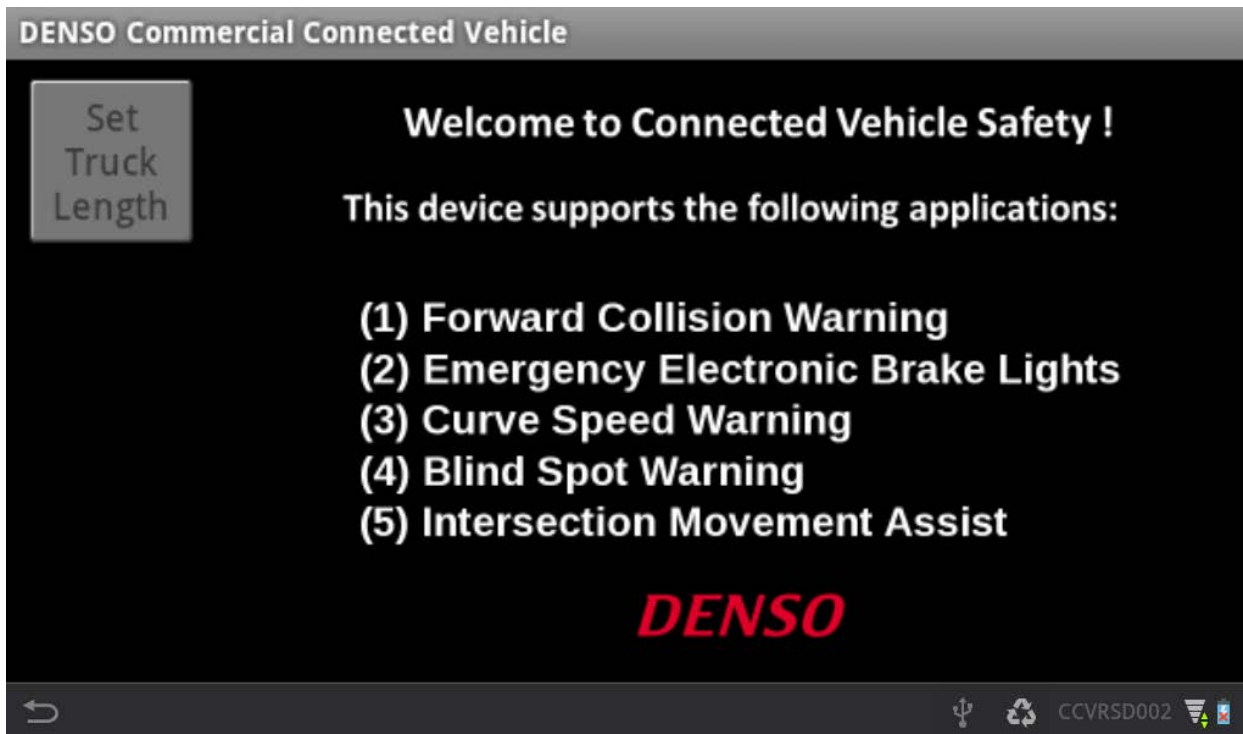 DENSO Commercial Connected Vehicle
Set
Truck
Length
Welcome to Connected Vehicle Safety !
This device supports the following applications:
(1) Forward Collision Warning
(2) Emergency Electronic Brake Lights
(3) Curve Speed Warning
(4) Blind Spot Warning
(5) Intersection Movement Assist
DENSO
CCVRSD002